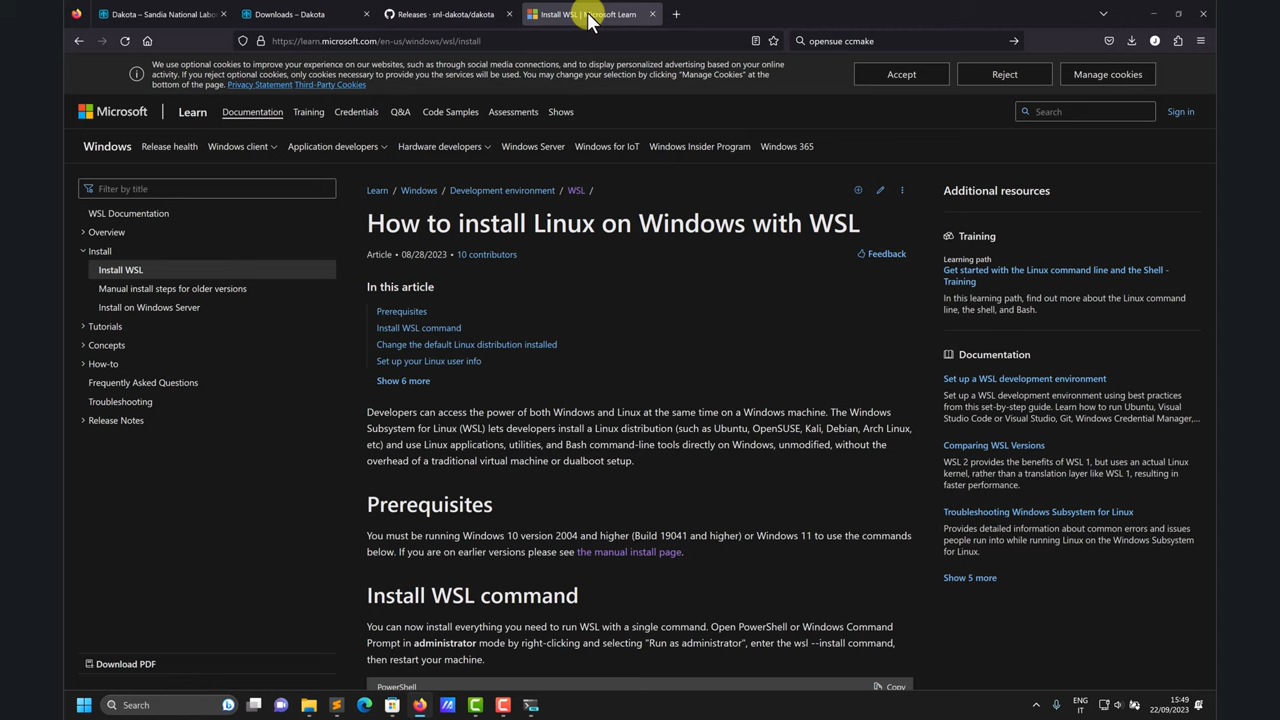 Dakota – Sandia National Labo
Downloads – Dakota
Releases · snl-dakota/dakota
Install WSL | Microsoft Learn
https://learn.microsoft.com/en-us/windows/wsl/install
opensue ccmake
We use optional cookies to improve your experience on our websites, such as through social media connections, and to display personalized advertising based on your
online activity. If you reject optional cookies, only cookies necessary to provide you the services will be used. You may change your selection by clicking "Manage Cookies" at the
bottom of the page. Privacy Statement Third-Party Cookies
Accept
Reject
Manage cookies
Microsoft
Learn
Documentation
Training
Credentials
Q&A
Code Samples
Assessments
Shows
Search
Sign in
Windows
Release health
Windows client
Application developers
Hardware developers
Windows Server
Windows for IoT
Windows Insider Program
Windows 365
Filter by title
WSL Documentation
Overview
Install
Install WSL
Manual install steps for older versions
Install on Windows Server
Tutorials
Concepts
How-to
Frequently Asked Questions
Troubleshooting
Release Notes
Download PDF
Learn / Windows / Development environment / WSL /
How to install Linux on Windows with WSL
Article • 08/28/2023 • 10 contributors
Feedback
In this article
Prerequisites
Install WSL command
Change the default Linux distribution installed
Set up your Linux user info
Show 6 more
Developers can access the power of both Windows and Linux at the same time on a Windows machine. The Windows
Subsystem for Linux (WSL) lets developers install a Linux distribution (such as Ubuntu, OpenSUSE, Kali, Debian, Arch Linux,
etc) and use Linux applications, utilities, and Bash command-line tools directly on Windows, unmodified, without the
overhead of a traditional virtual machine or dualboot setup.
Prerequisites
You must be running Windows 10 version 2004 and higher (Build 19041 and higher) or Windows 11 to use the commands
below. If you are on earlier versions please see the manual install page.
Install WSL command
You can now install everything you need to run WSL with a single command. Open PowerShell or Windows Command
Prompt in administrator mode by right-clicking and selecting "Run as administrator", enter the wsl --install command,
then restart your machine.
PowerShell
Copy
Additional resources
Training
Learning path
Get started with the Linux command line and the Shell -
Training
In this learning path, find out more about the Linux command
line, the shell, and Bash.
Documentation
Set up a WSL development environment
Set up a WSL development environment using best practices
from this set-by-step guide. Learn how to run Ubuntu, Visual
Studio Code or Visual Studio, Git, Windows Credential Manager,...
Comparing WSL Versions
WSL 2 provides the benefits of WSL 1, but uses an actual Linux
kernel, rather than a translation layer like WSL 1, resulting in
faster performance.
Troubleshooting Windows Subsystem for Linux
Provides detailed information about common errors and issues
people run into while running Linux on the Windows Subsystem
for Linux.
Show 5 more
Search
ENG
IT
15:49
22/09/2023